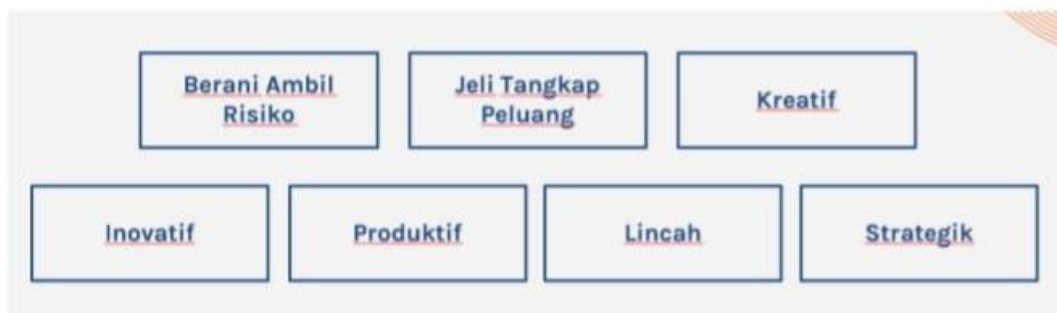 Berani Ambil
Risiko
Jeli Tangkap
Peluang
Kreatif
Inovatif
Produktif
Lincah
Strategik